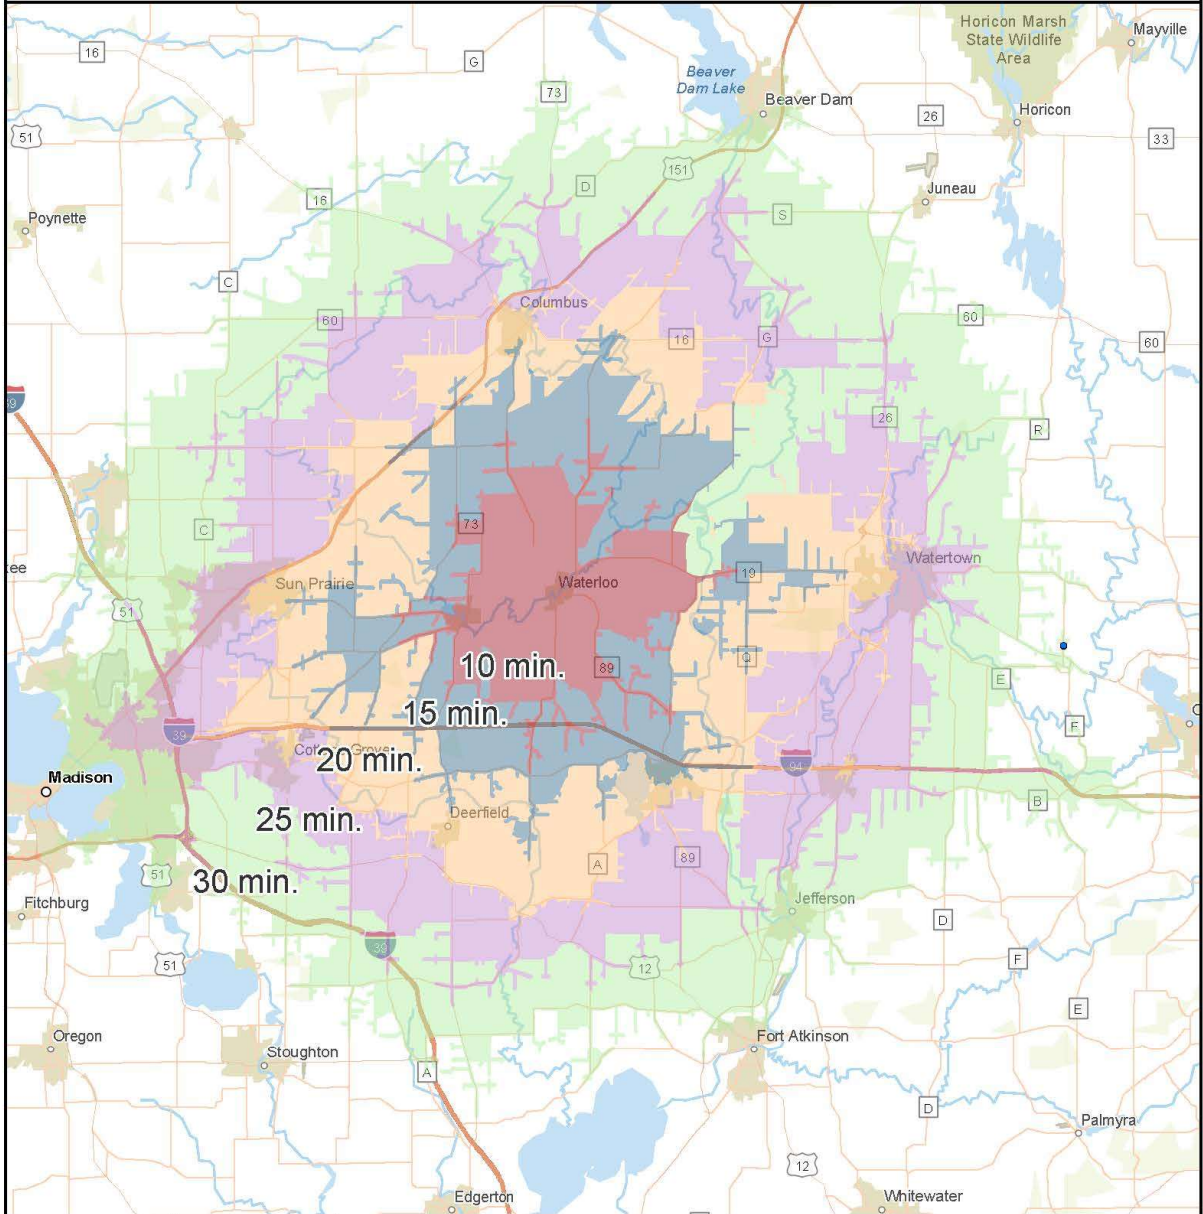 Horicon Marsh
State Wildlife
Area
Mayville
16
G
Beaver
Dam Lake
73
Beaver Dam
26
Horicon
51
33
151
D
16
Juneau
S
Poynette
C
Columbus
60
60
16
G
60
26
R
73
C
Sun Prairie
Waterloo
19
Watertown
51
10 min.
89
Q
E
15 min.
F
39
20 min.
94
Madison
B
25 min.
Deerfield
A
89
51
30 min.
Jefferson
Fitchburg
D
39
51
12
F
E
Oregon
Stoughton
Fort Atkinson
A
D
Palmyra
12
Edgerton
Whitewater